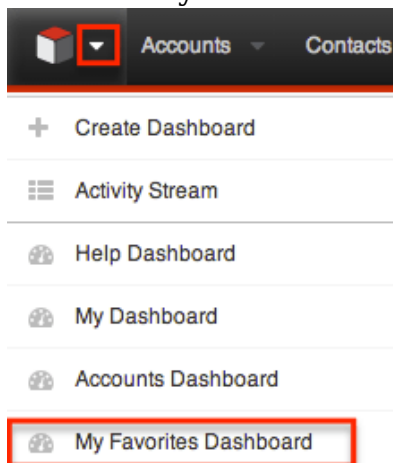 Accounts Contacts
Create Dashboard
Activity Stream
Help Dashboard
My Dashboard
Accounts Dashboard
My Favorites Dashboard